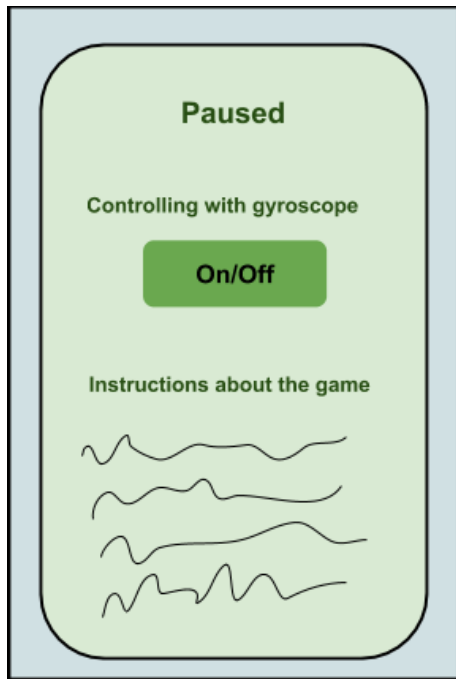 Paused
Controlling with gyroscope
On/Off
Instructions about the game